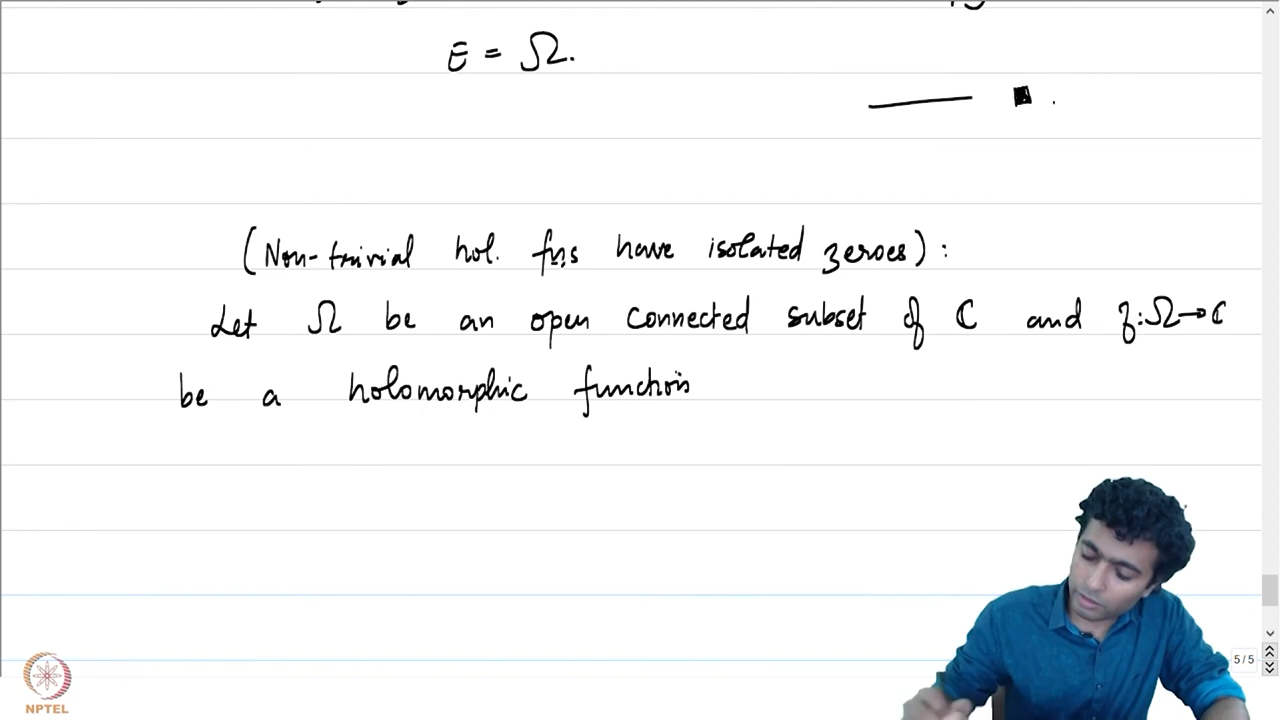 E = Ω.
(Non-trivial hol. fns have isolated zeroes) :
Let Ω be an open connected subset of ℂ and f:Ω→ℂ
be a holomorphic function
5 / 5
NPTEL